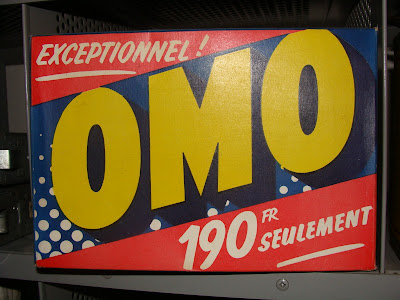 EXCEPTIONNEL !
OMO
190 FR SEULEMENT